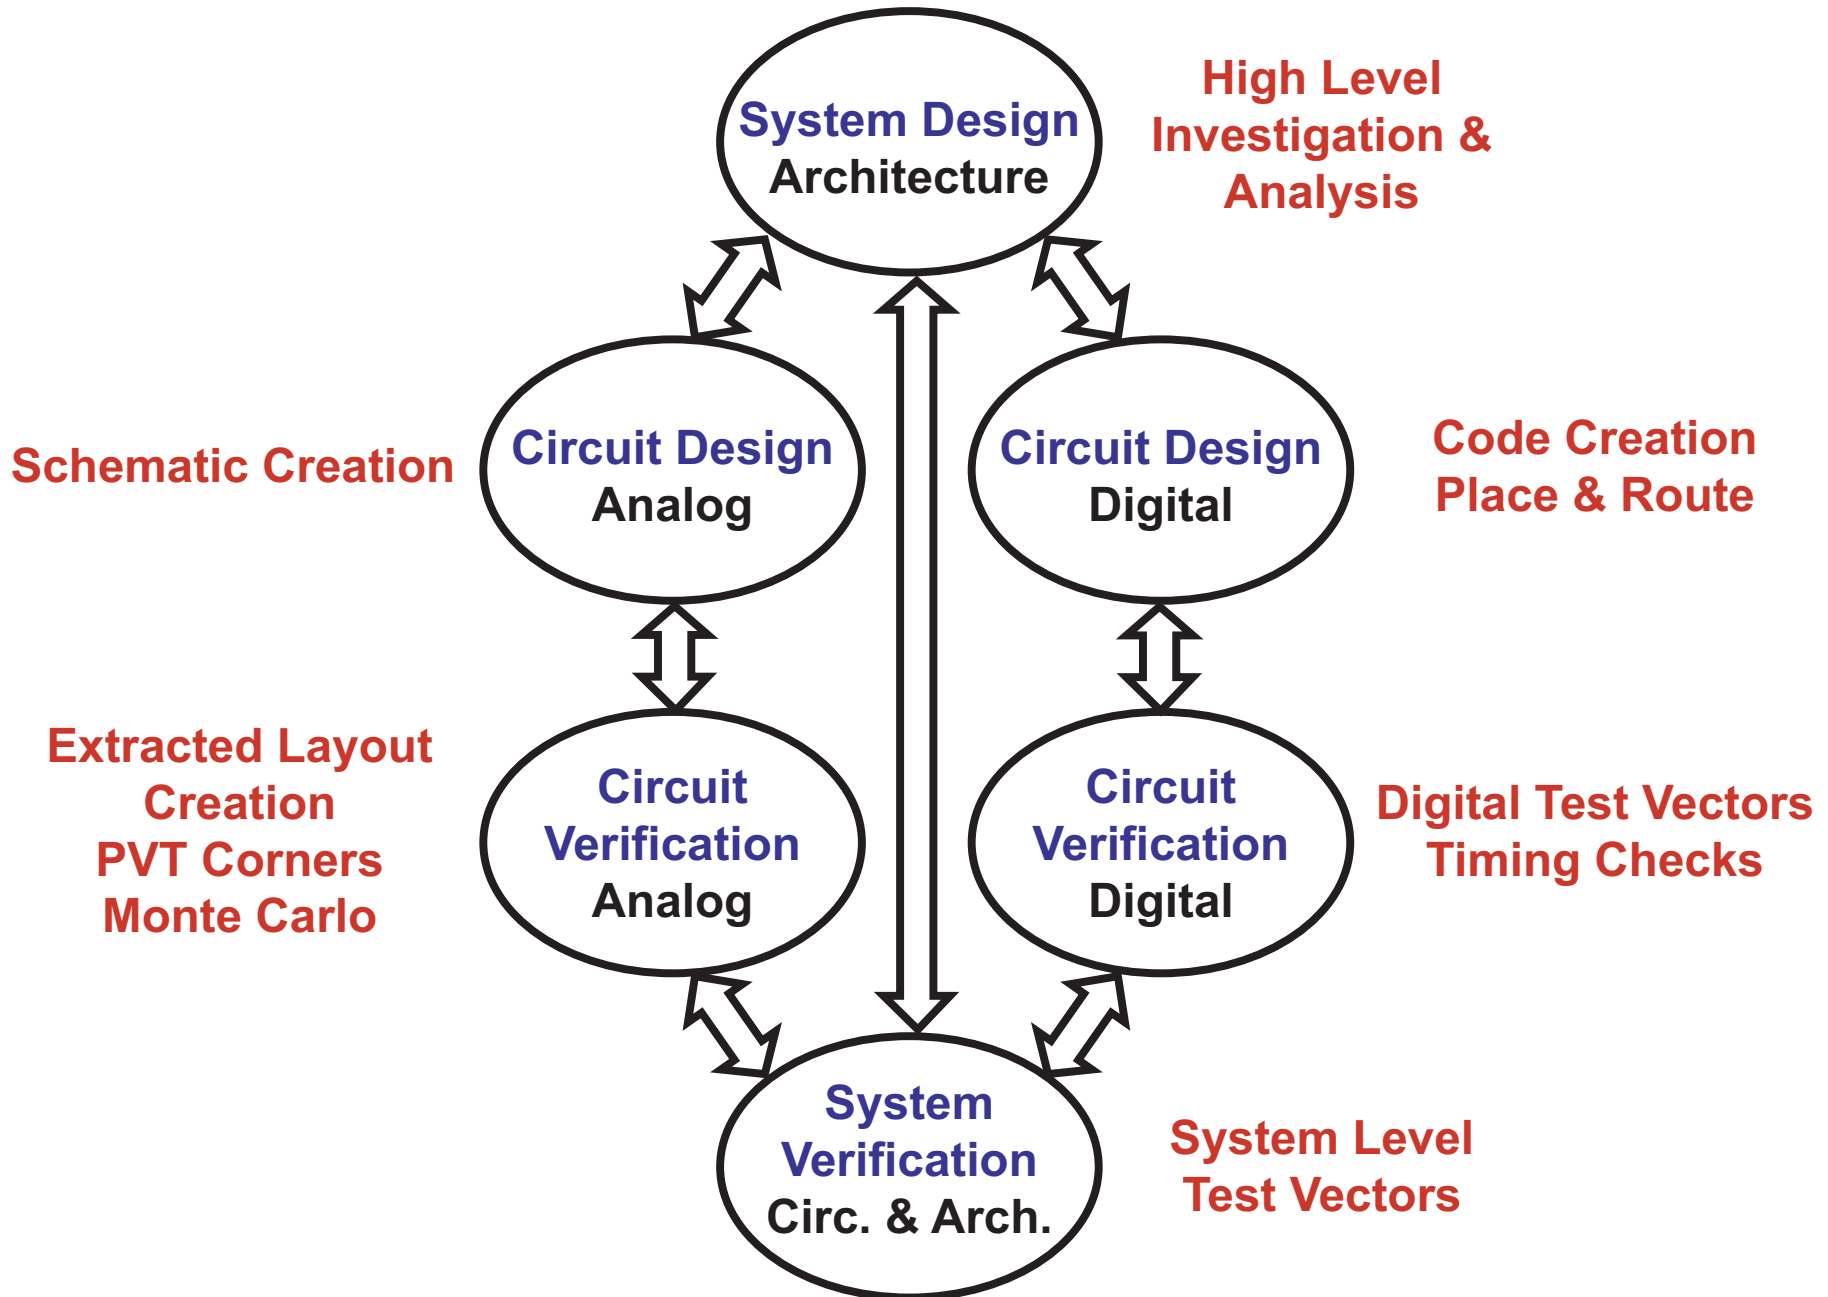 System Design
Architecture
High Level
Investigation &
Analysis
Schematic Creation
Circuit Design
Analog
Circuit Design
Digital
Code Creation
Place & Route
Extracted Layout
Creation
PVT Corners
Monte Carlo
Circuit
Verification
Analog
Circuit
Verification
Digital
Digital Test Vectors
Timing Checks
System
Verification
Circ. & Arch.
System Level
Test Vectors